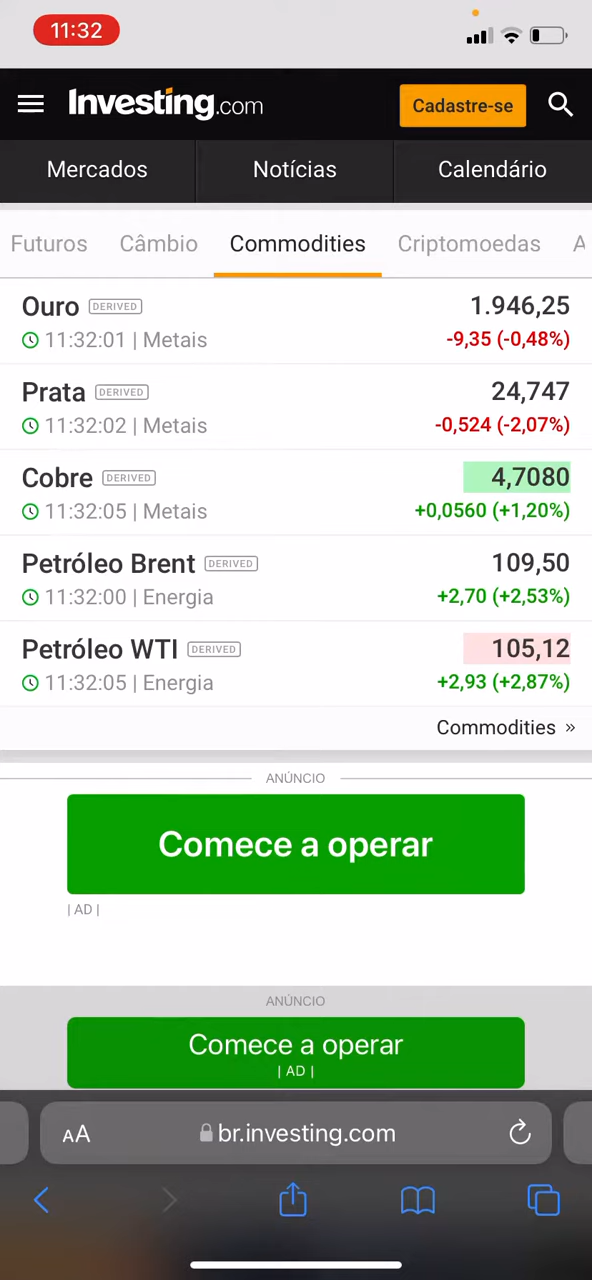 11:32
Investing.com
Cadastre-se
Mercados
Notícias
Calendário
Futuros
Câmbio
Commodities
Criptomoedas
A
Ouro DERIVED
1.946,25
11:32:01 | Metais
-9,35 (-0,48%)
Prata DERIVED
24,747
11:32:02 | Metais
-0,524 (-2,07%)
Cobre DERIVED
4,7080
11:32:05 | Metais
+0,0560 (+1,20%)
Petróleo Brent DERIVED
109,50
11:32:00 | Energia
+2,70 (+2,53%)
Petróleo WTI DERIVED
105,12
11:32:05 | Energia
+2,93 (+2,87%)
Commodities »
ANÚNCIO
Comece a operar
| AD |
ANÚNCIO
Comece a operar
| AD |
AA
br.investing.com